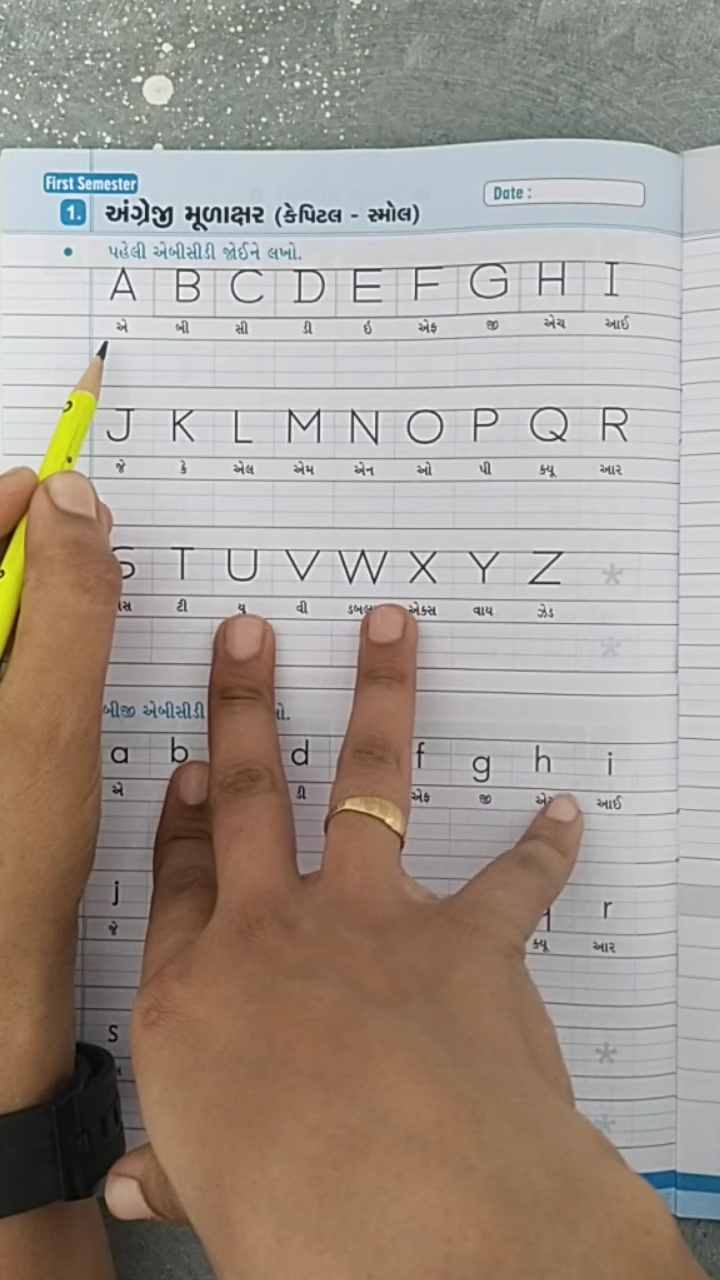 First Semester
Date :
1. અંગ્રેજી મૂળાક્ષર (કેપિટલ - સ્મોલ)
• પહેલી એબીસીડી જોઈને લખો.
A B C D E F G H I
એ બી સી ડી ઇ એફ જી એચ આઈ
J K L M N O P Q R
જે કે એલ એમ એન ઓ પી ક્યૂ આર
S T U V W X Y Z *
ટી યુ વી એક્સ વાય ઝેડ
*
બીજી એબીસીડી
a b d f g h i
એ ડી એફ જી આઈ
j r
જે ક્યૂ આર
s *
*